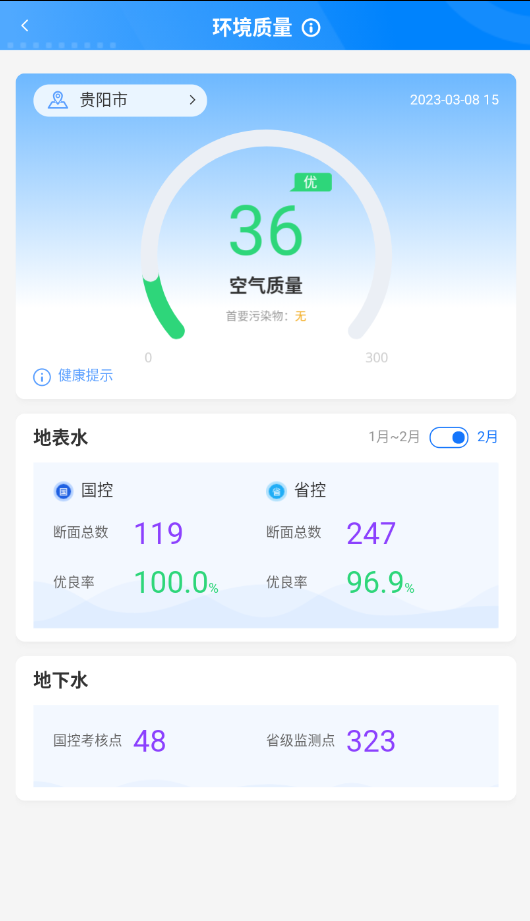 环境质量
贵阳市
2023-03-08 15
优
36
空气质量
首要污染物：无
0 300
健康提示
地表水 1月~2月 2月
国 国控 省 省控
断面总数 119 断面总数 247
优良率 100.0% 优良率 96.9%
地下水
国控考核点 48 省级监测点 323